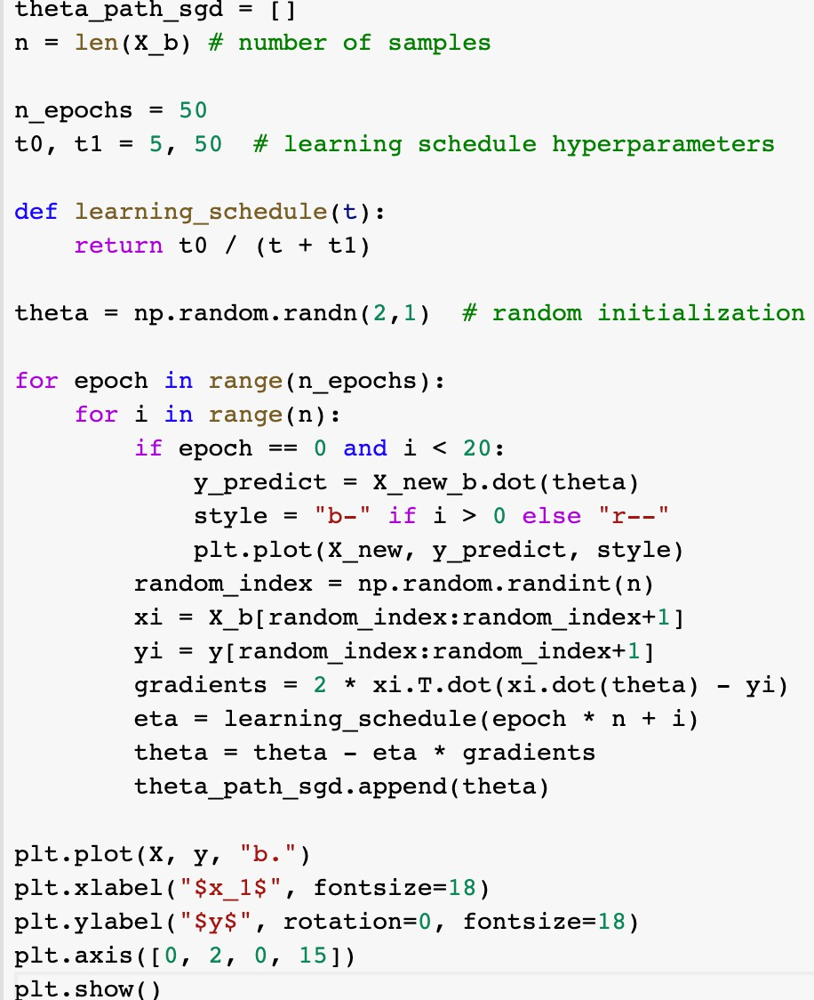 theta_path_sgd = []
n = len(X_b) # number of samples

n_epochs = 50
t0, t1 = 5, 50  # learning schedule hyperparameters

def learning_schedule(t):
    return t0 / (t + t1)

theta = np.random.randn(2,1)  # random initialization

for epoch in range(n_epochs):
    for i in range(n):
        if epoch == 0 and i < 20:
            y_predict = X_new_b.dot(theta)
            style = "b-" if i > 0 else "r--"
            plt.plot(X_new, y_predict, style)
        random_index = np.random.randint(n)
        xi = X_b[random_index:random_index+1]
        yi = y[random_index:random_index+1]
        gradients = 2 * xi.T.dot(xi.dot(theta) - yi)
        eta = learning_schedule(epoch * n + i)
        theta = theta - eta * gradients
        theta_path_sgd.append(theta)

plt.plot(X, y, "b.")
plt.xlabel("$x_1$", fontsize=18)
plt.ylabel("$y$", rotation=0, fontsize=18)
plt.axis([0, 2, 0, 15])
plt.show()